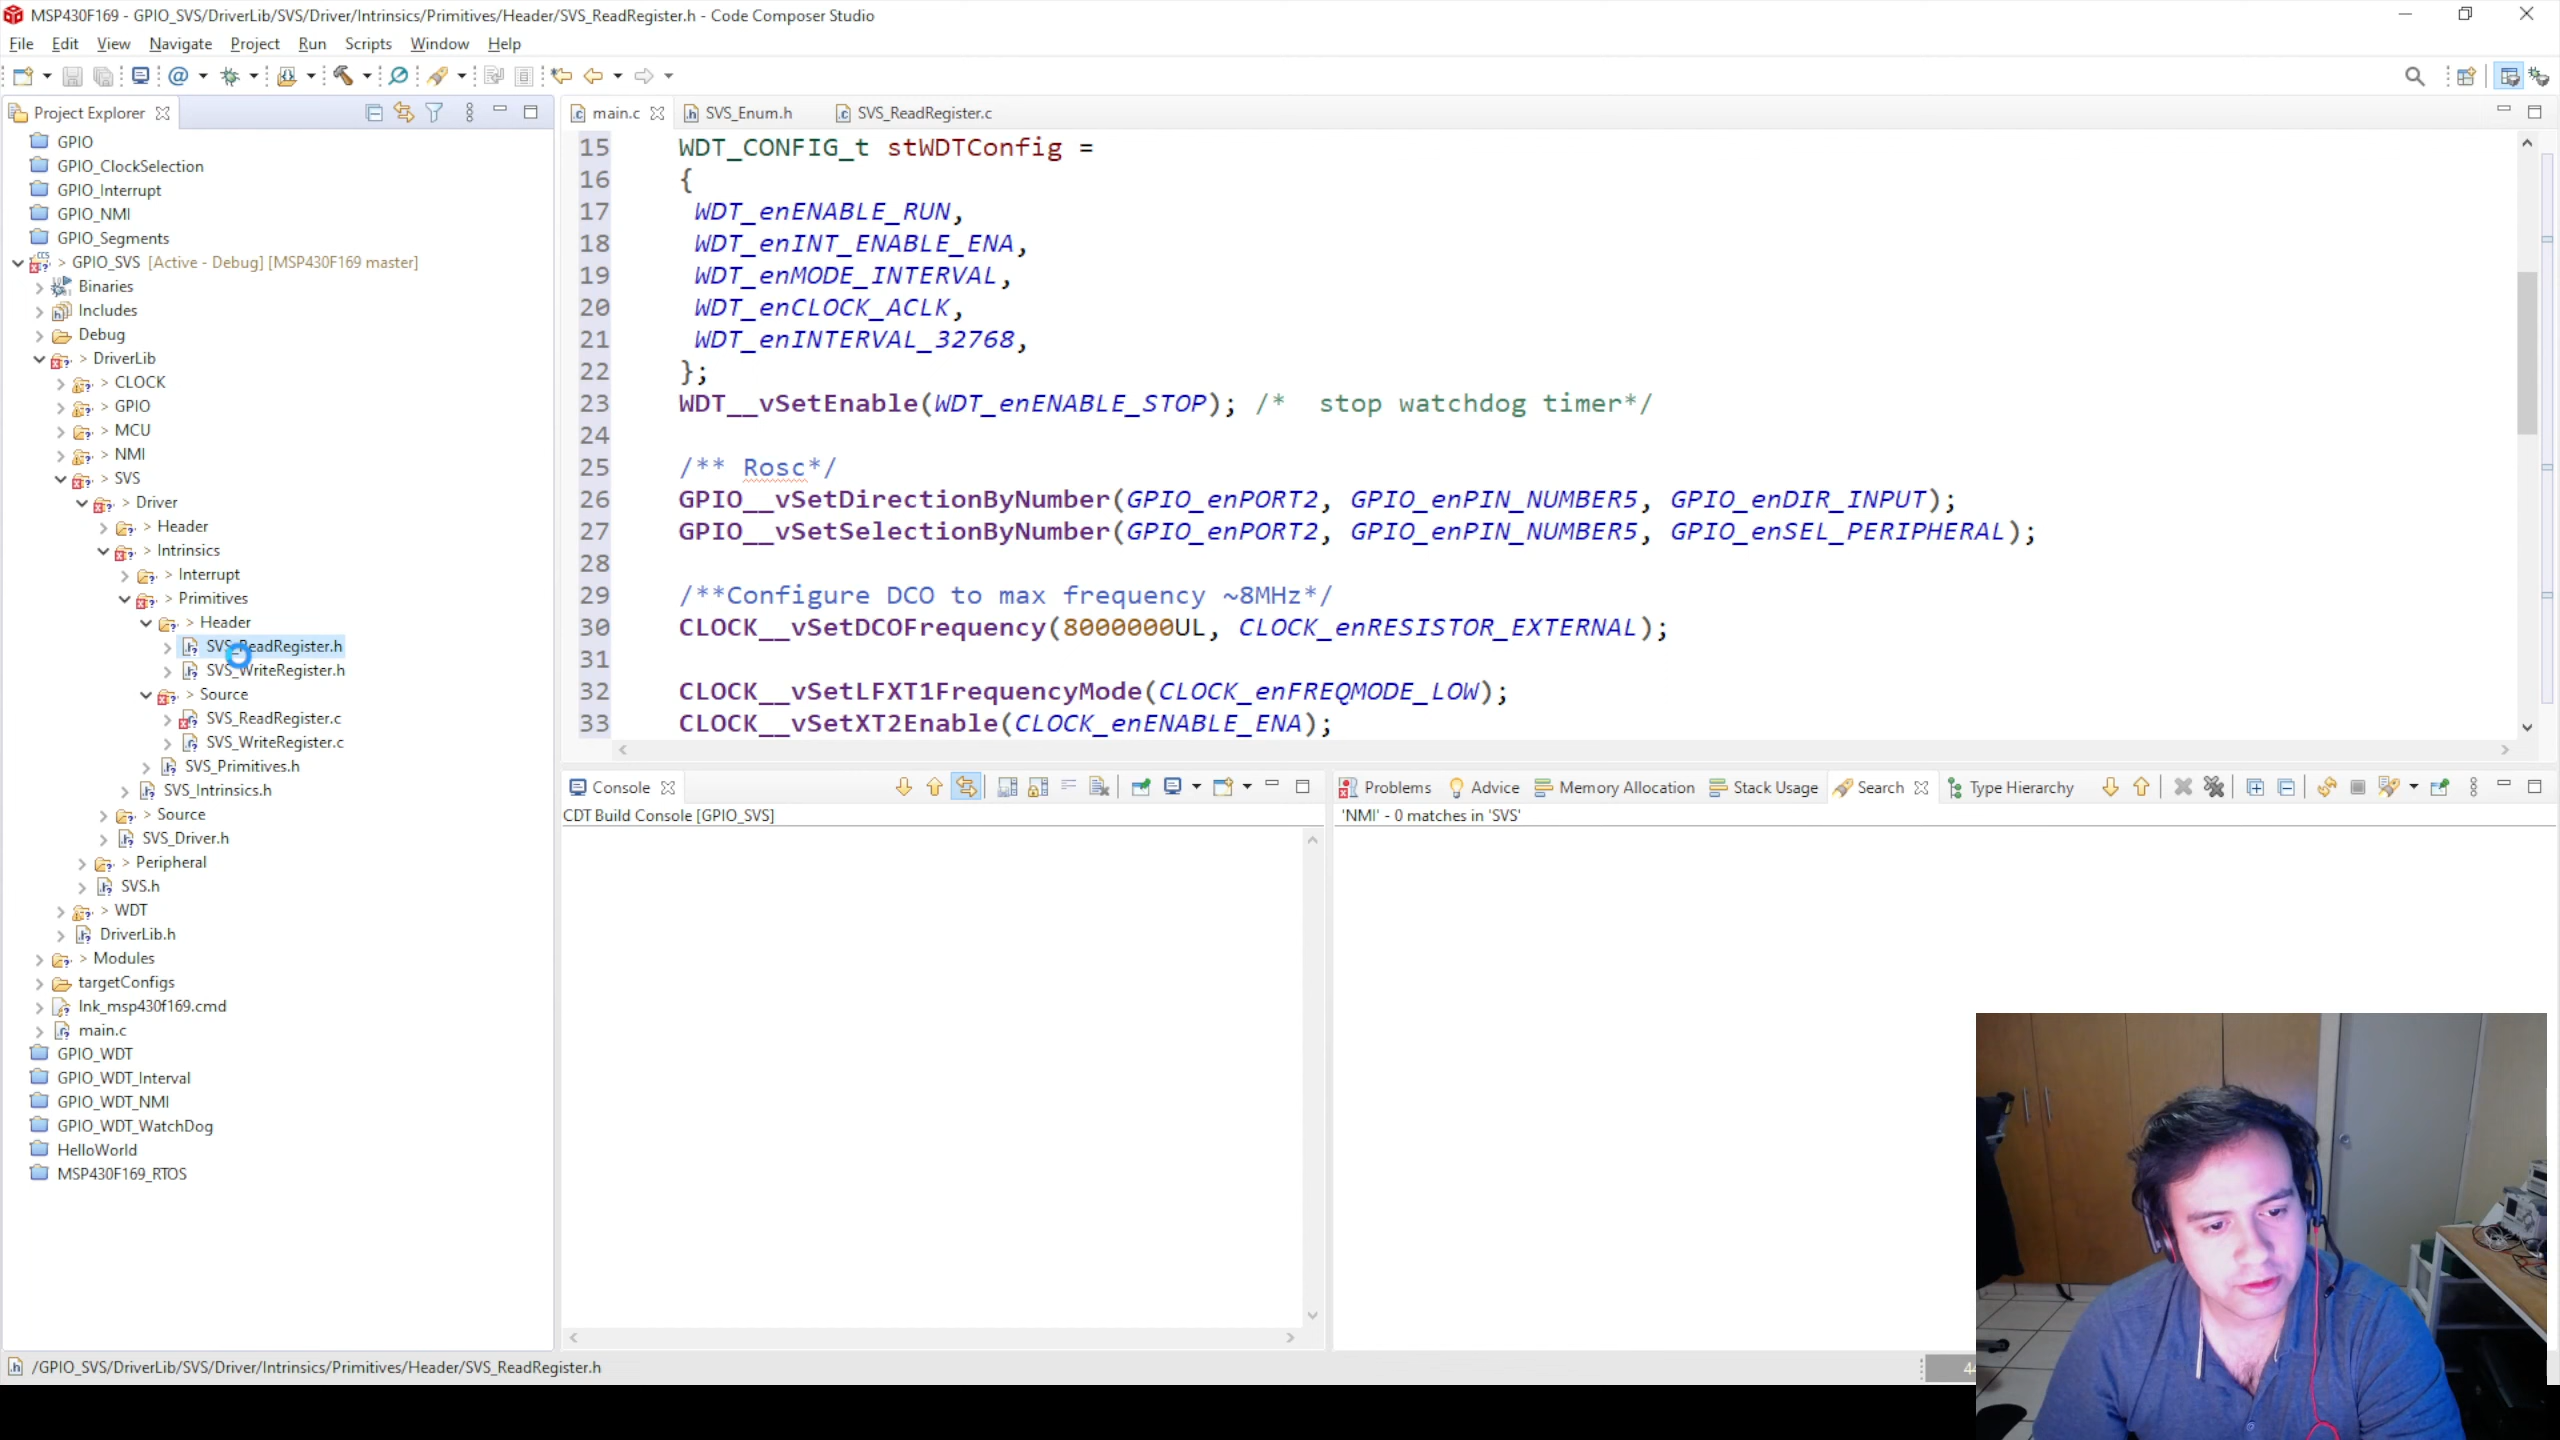 MSP430F169 - GPIO_SVS/DriverLib/SVS/Driver/Intrinsics/Primitives/Header/SVS_ReadRegister.h - Code Composer Studio
File Edit View Navigate Project Run Scripts Window Help
Project Explorer
GPIO
GPIO_ClockSelection
GPIO_Interrupt
GPIO_NMI
GPIO_Segments
> GPIO_SVS [Active - Debug] [MSP430F169 master]
Binaries
Includes
Debug
> DriverLib
> CLOCK
> GPIO
> MCU
> NMI
> SVS
> Driver
> Header
> Intrinsics
> Interrupt
> Primitives
> Header
SVS_ReadRegister.h
SVS_WriteRegister.h
> Source
SVS_ReadRegister.c
SVS_WriteRegister.c
SVS_Primitives.h
SVS_Intrinsics.h
> Source
SVS_Driver.h
> Peripheral
SVS.h
> WDT
DriverLib.h
> Modules
targetConfigs
lnk_msp430f169.cmd
main.c
GPIO_WDT
GPIO_WDT_Interval
GPIO_WDT_NMI
GPIO_WDT_WatchDog
HelloWorld
MSP430F169_RTOS
main.c SVS_Enum.h SVS_ReadRegister.c
15 WDT_CONFIG_t stWDTConfig =
16 {
17 WDT_enENABLE_RUN,
18 WDT_enINT_ENABLE_ENA,
19 WDT_enMODE_INTERVAL,
20 WDT_enCLOCK_ACLK,
21 WDT_enINTERVAL_32768,
22 };
23 WDT__vSetEnable(WDT_enENABLE_STOP); /* stop watchdog timer*/
24
25 /** Rosc*/
26 GPIO__vSetDirectionByNumber(GPIO_enPORT2, GPIO_enPIN_NUMBER5, GPIO_enDIR_INPUT);
27 GPIO__vSetSelectionByNumber(GPIO_enPORT2, GPIO_enPIN_NUMBER5, GPIO_enSEL_PERIPHERAL);
28
29 /**Configure DCO to max frequency ~8MHz*/
30 CLOCK__vSetDCOFrequency(8000000UL, CLOCK_enRESISTOR_EXTERNAL);
31
32 CLOCK__vSetLFXT1FrequencyMode(CLOCK_enFREQMODE_LOW);
33 CLOCK__vSetXT2Enable(CLOCK_enENABLE_ENA);
Console
CDT Build Console [GPIO_SVS]
Problems Advice Memory Allocation Stack Usage Search Type Hierarchy
'NMI' - 0 matches in 'SVS'
/GPIO_SVS/DriverLib/SVS/Driver/Intrinsics/Primitives/Header/SVS_ReadRegister.h